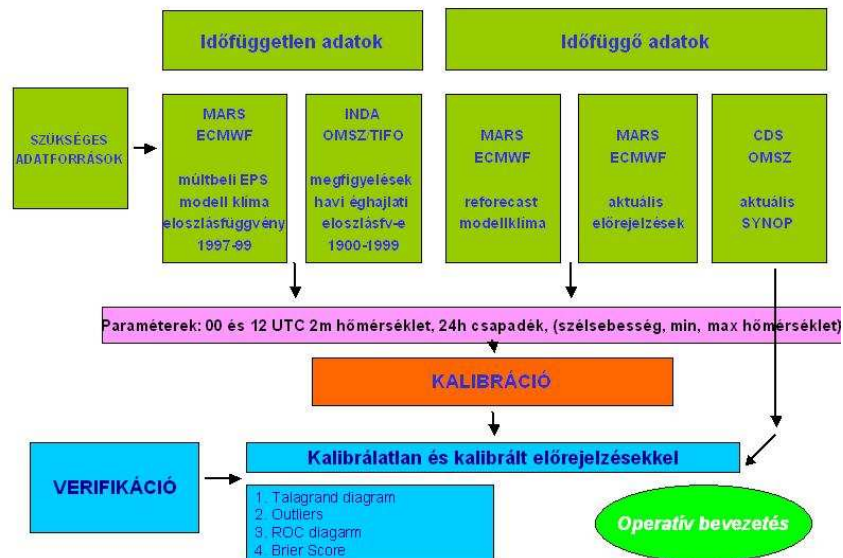 Időfüggetlen adatok
Időfüggő adatok
SZÜKSÉGES
ADATFORRÁSOK
MARS
ECMWF
múltbeli EPS
modell klíma
eloszlásfüggvény
1997-99
INDA
OMSZ/TIFO
megfigyelések
havi éghajlati
eloszlásfv-e
1900-1999
MARS
ECMWF
reforecast
modellklíma
MARS
ECMWF
aktuális
előrejelzések
CDS
OMSZ
aktuális
SYNOP
Paraméterek: 00 és 12 UTC 2m hőmérséklet, 24h csapadék, (szélsebesség, min, max hőmérséklet)
KALIBRÁCIÓ
Kalibrálatlan és kalibrált előrejelzésekkel
VERIFIKÁCIÓ
1. Talagrand diagram
2. Outliers
3. ROC diagarm
4. Brier Score
Operatív bevezetés